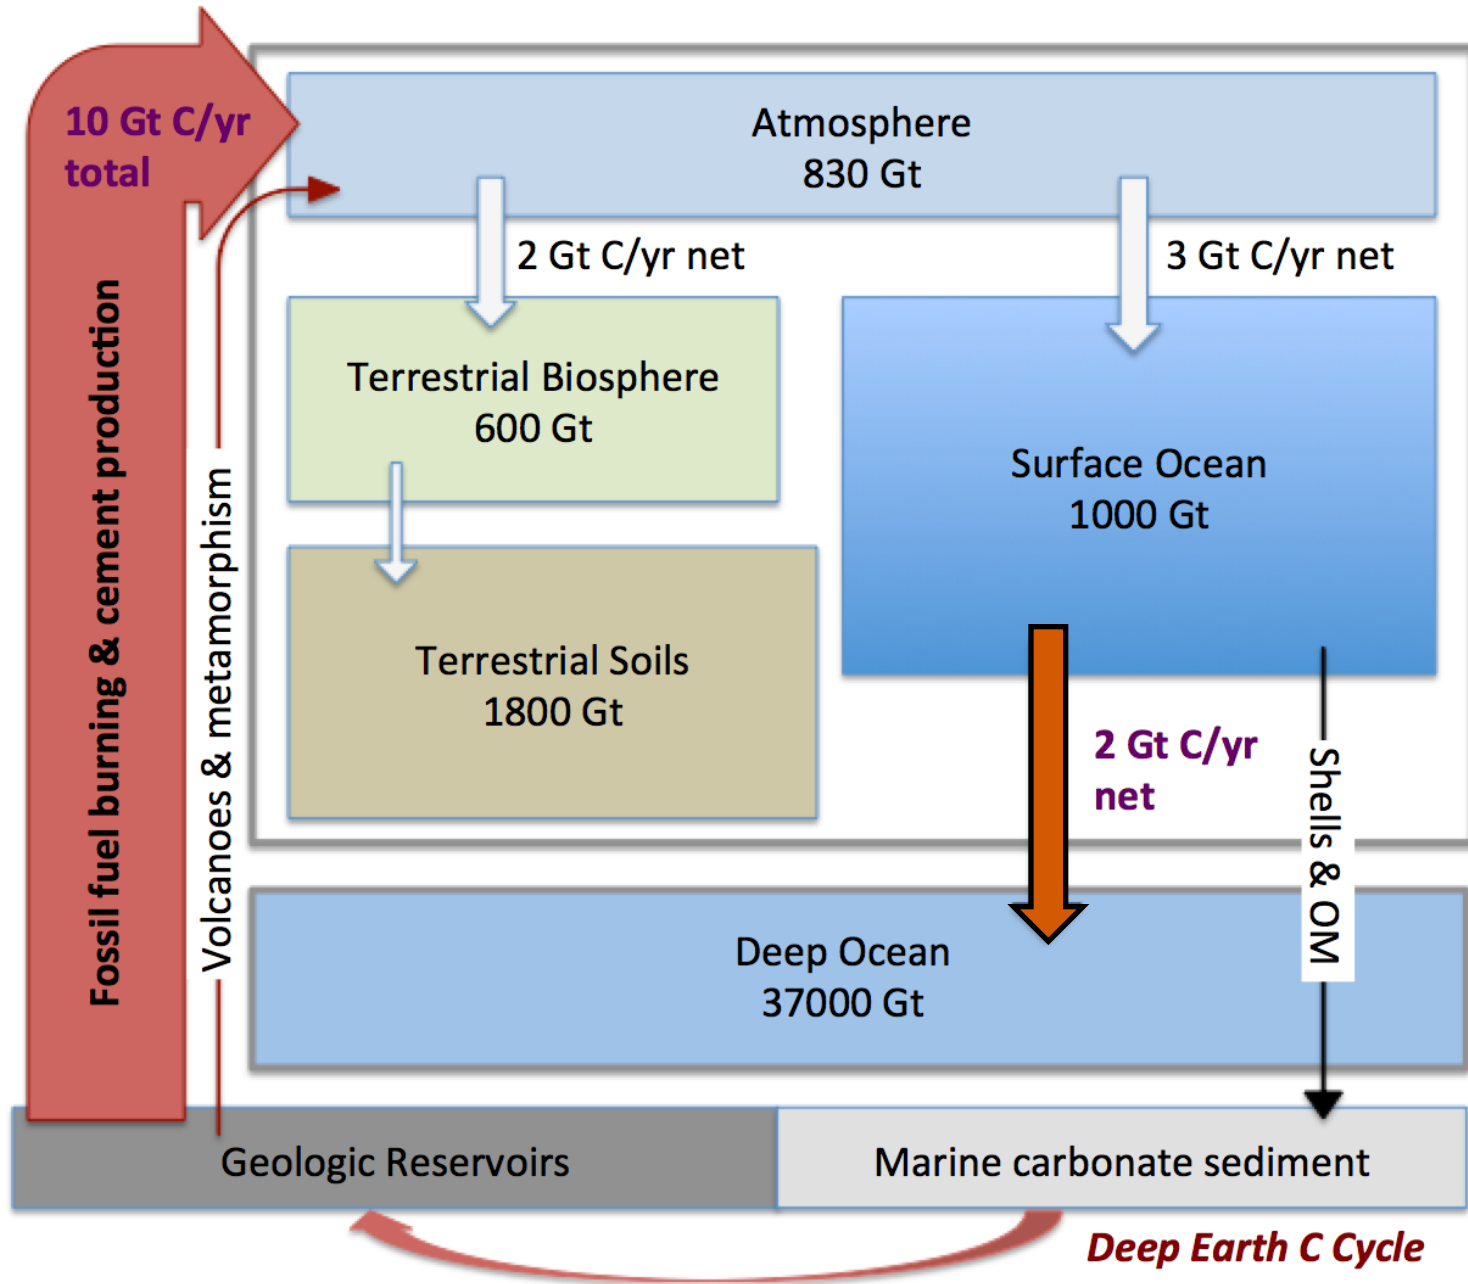 10 Gt C/yr
total
Atmosphere
830 Gt
2 Gt C/yr net
3 Gt C/yr net
Terrestrial Biosphere
600 Gt
Surface Ocean
1000 Gt
Fossil fuel burning & cement production
Volcanoes & metamorphism
Terrestrial Soils
1800 Gt
2 Gt C/yr
net
Shells & OM
Deep Ocean
37000 Gt
Geologic Reservoirs
Marine carbonate sediment
Deep Earth C Cycle